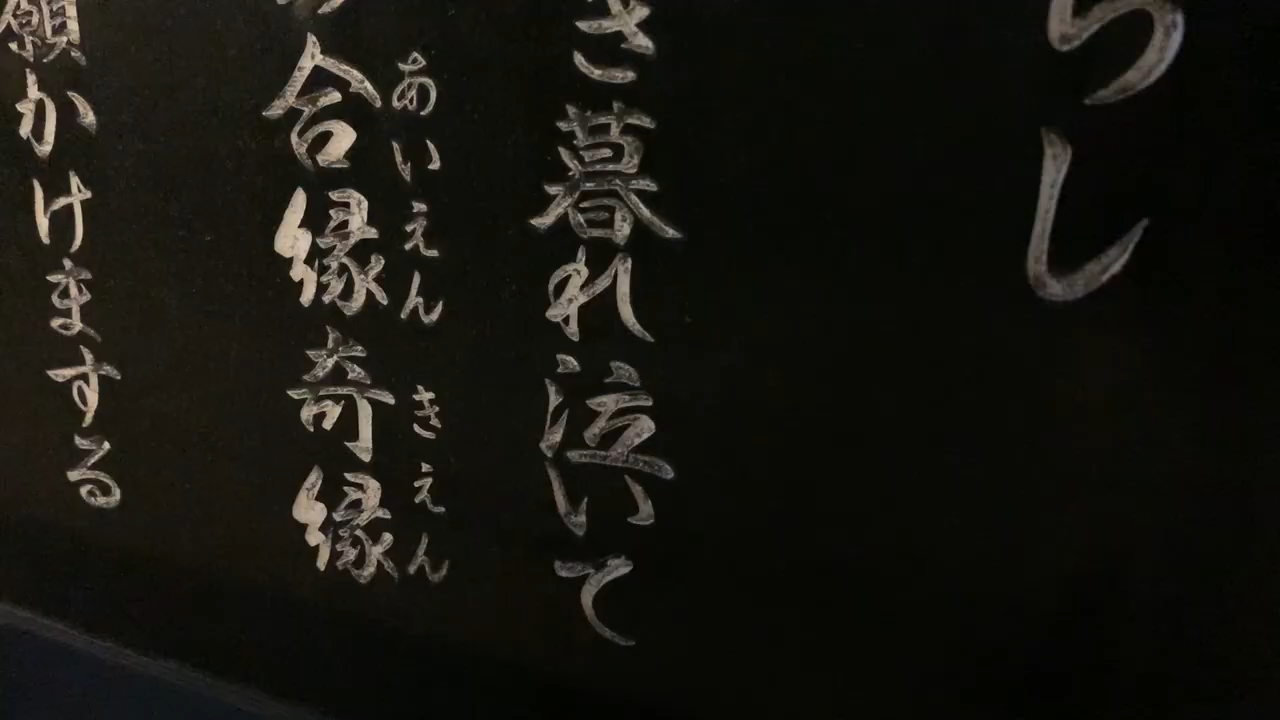 らし
き暮れ泣いて
合縁奇縁
あいえん きえん
願かけまする